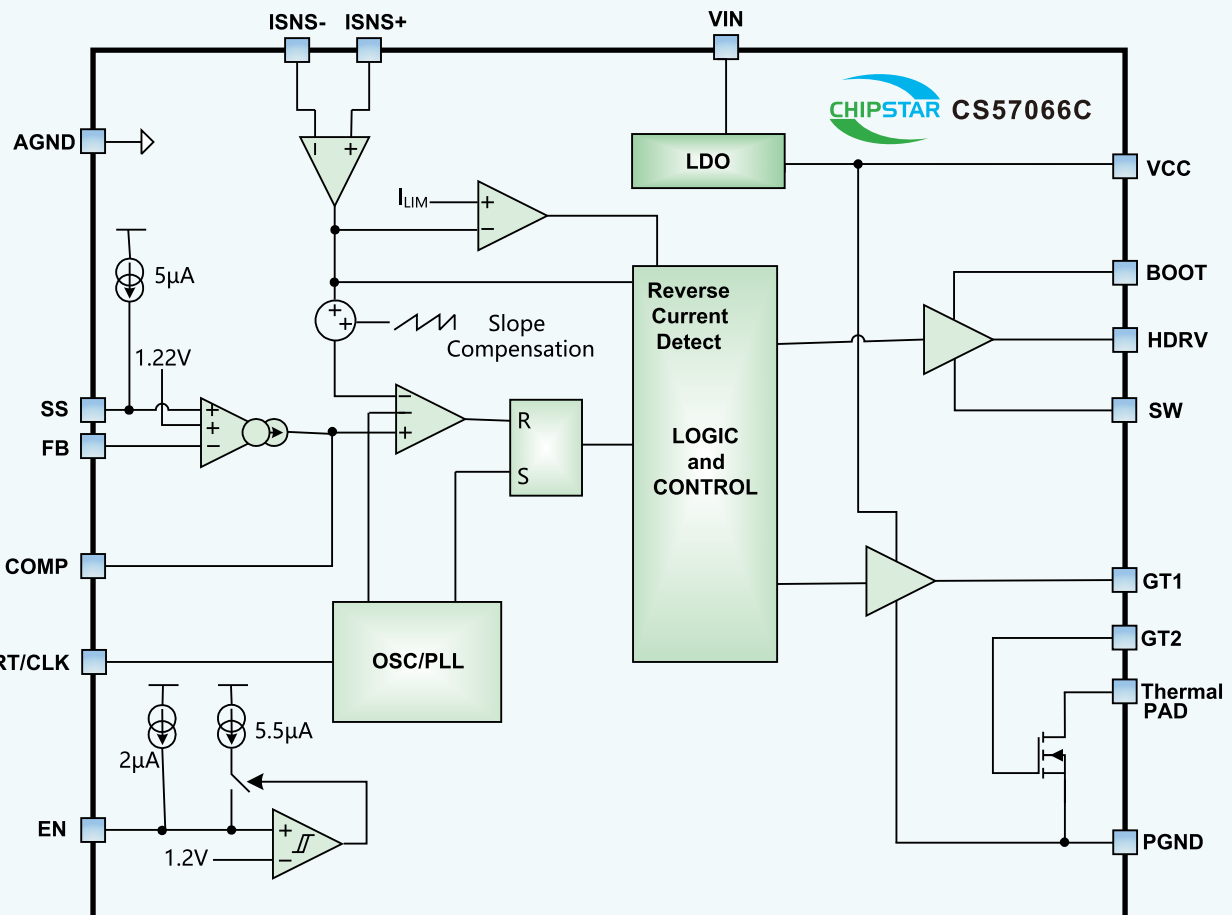 ISNS- ISNS+
VIN
CHIPSTAR CS57066C
AGND
LDO
VCC
ILIM
+
−
− +
5μA
BOOT
Reverse
Current
Detect
+
+
Slope
Compensation
HDRV
1.22V
SS
FB
+
+
−
−
−
+
R
S
SW
LOGIC
and
CONTROL
COMP
GT1
GT2
RT/CLK
OSC/PLL
Thermal
PAD
5.5μA
2μA
EN
+
−
1.2V
PGND